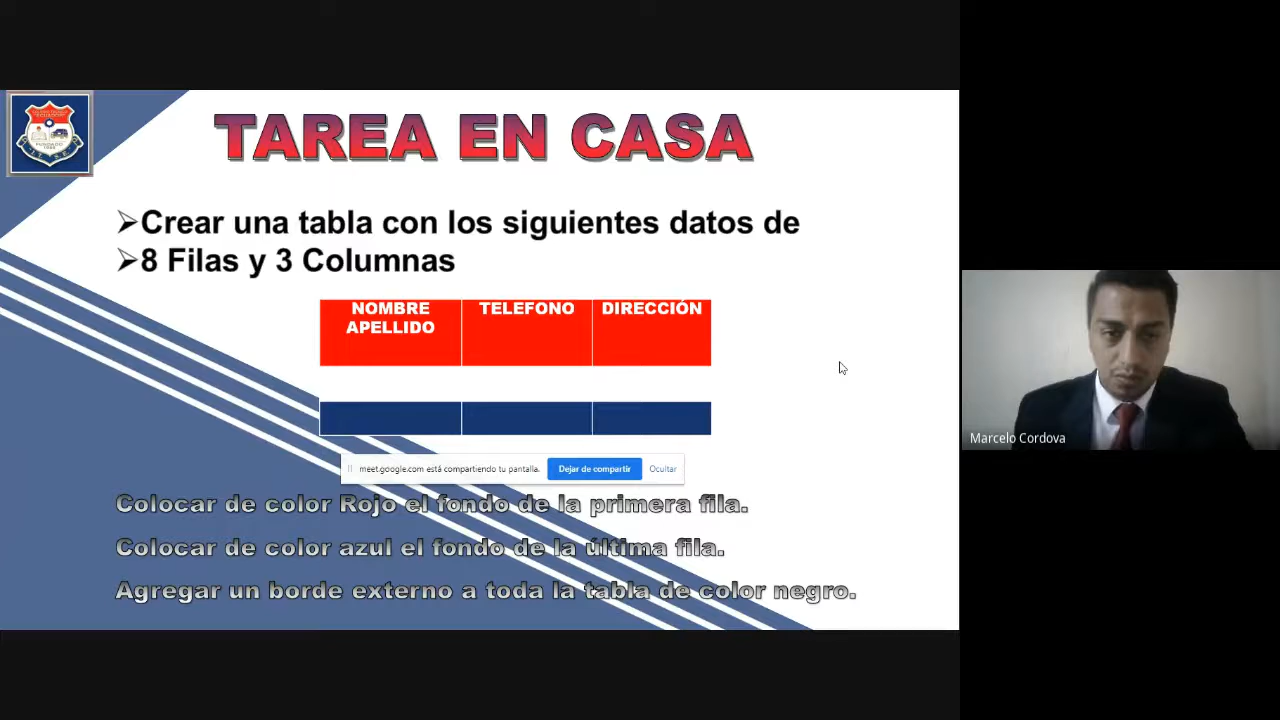 TAREA EN CASA
Crear una tabla con los siguientes datos de
8 Filas y 3 Columnas
NOMBRE APELLIDO
TELEFONO
DIRECCIÓN
meet.google.com está compartiendo tu pantalla.
Dejar de compartir
Ocultar
Colocar de color Rojo el fondo de la primera fila.
Colocar de color azul el fondo de la última fila.
Agregar un borde externo a toda la tabla de color negro.
Marcelo Cordova